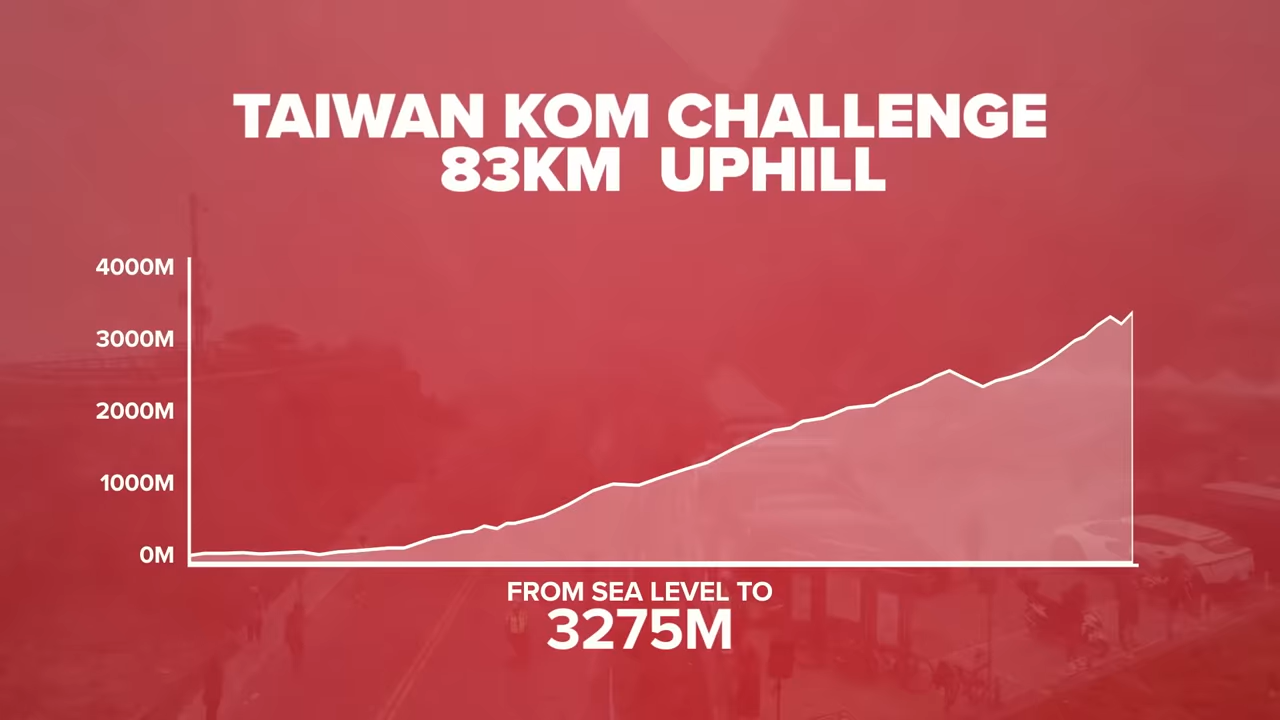 TAIWAN KOM CHALLENGE
83KM UPHILL
4000M
3000M
2000M
1000M
0M
FROM SEA LEVEL TO
3275M